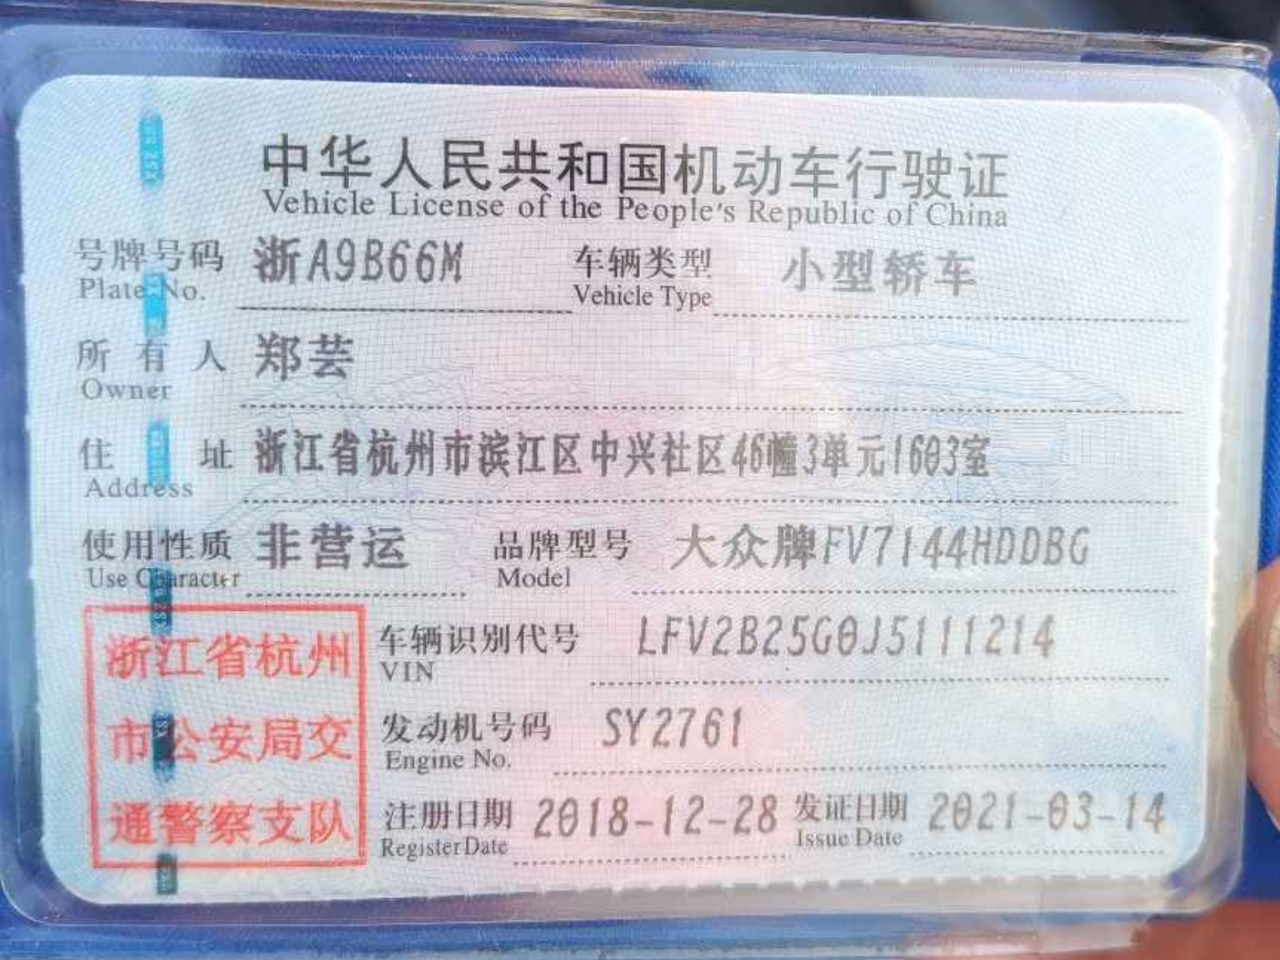 中华人民共和国机动车行驶证
Vehicle License of the People's Republic of China
号牌号码 浙A9B66M 车辆类型 小型轿车
Plate No. Vehicle Type
所有人 郑芸
Owner
住址 浙江省杭州市滨江区中兴社区46幢3单元1603室
Address
使用性质 非营运 品牌型号 大众牌FV7144HDDBG
Use Character Model
浙江省杭州
市公安局交
通警察支队
车辆识别代号 LFV2B25G0J5111214
VIN
发动机号码 SY2761
Engine No.
注册日期 2018-12-28 发证日期 2021-03-14
Register Date Issue Date